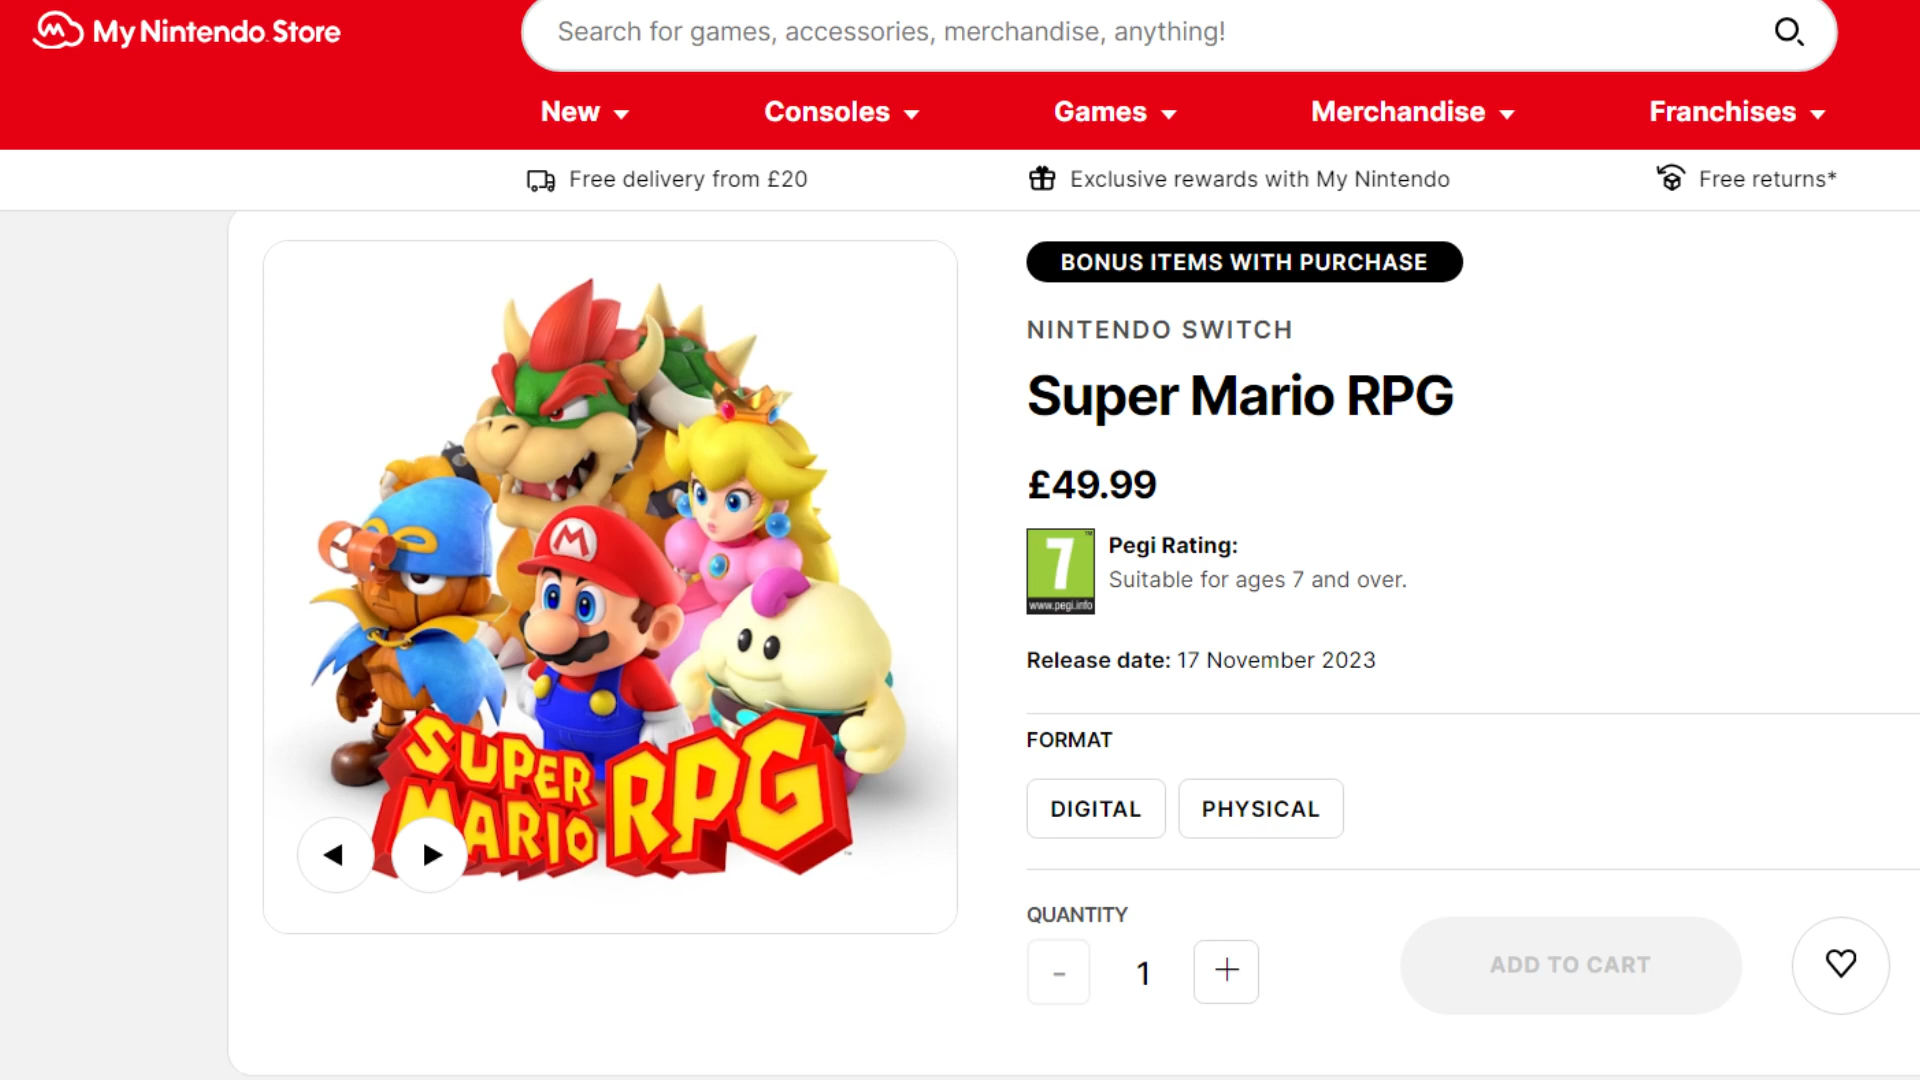 My Nintendo Store
Search for games, accessories, merchandise, anything!
New
Consoles
Games
Merchandise
Franchises
Free delivery from £20
Exclusive rewards with My Nintendo
Free returns*
BONUS ITEMS WITH PURCHASE
NINTENDO SWITCH
Super Mario RPG
£49.99
7
www.pegi.info
Pegi Rating:
Suitable for ages 7 and over.
Release date: 17 November 2023
FORMAT
DIGITAL
PHYSICAL
QUANTITY
-
1
+
ADD TO CART
M
SUPER
MARIO
RPG